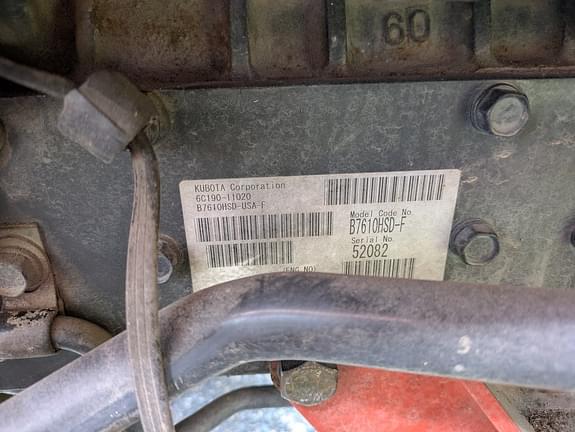 60
KUBOTA Corporation
6C190-11020
B7610HSD-USA-F
Model Code No.
B7610HSD-F
Serial No.
52082
(ENG NO)